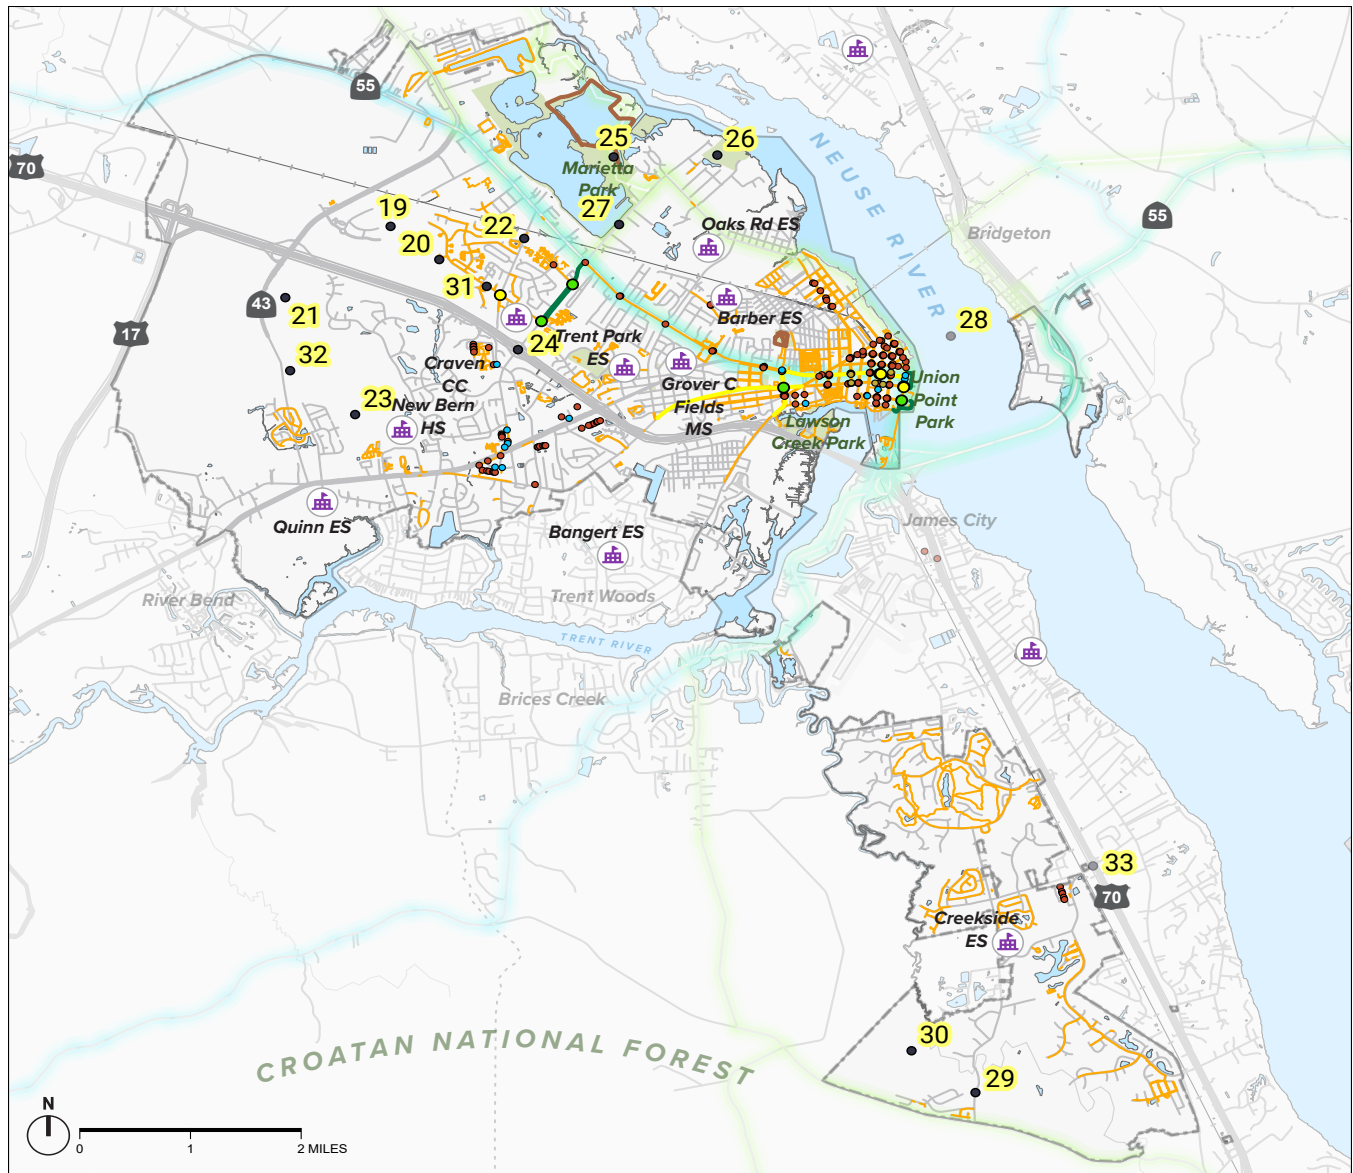 55
25
26
Marietta
Park
NEUSE RIVER
70
19
27
22
20
Oaks Rd ES
55
Bridgeton
31
43
21
17
Barber ES
28
Trent Park
ES
24
32
Craven
CC
Grover C
Fields
MS
Union
Point
Park
23
New Bern
HS
Lawson
Creek Park
Quinn ES
Bangert ES
James City
River Bend
Trent Woods
TRENT RIVER
Brices Creek
33
70
Creekside
ES
30
CROATAN NATIONAL FOREST
29
N
0 1 2 MILES